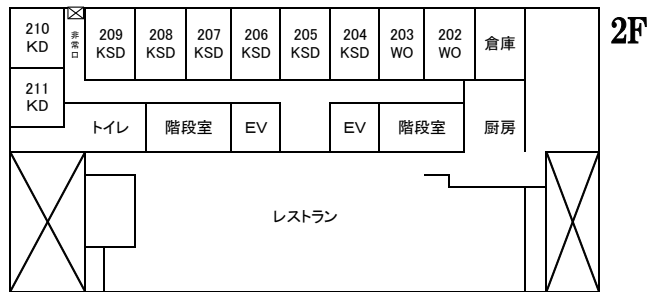 2F
210
KD
非常口
209
KSD
208
KSD
207
KSD
206
KSD
205
KSD
204
KSD
203
WO
202
WO
倉庫
211
KD
トイレ
階段室
EV
EV
階段室
厨房
レストラン